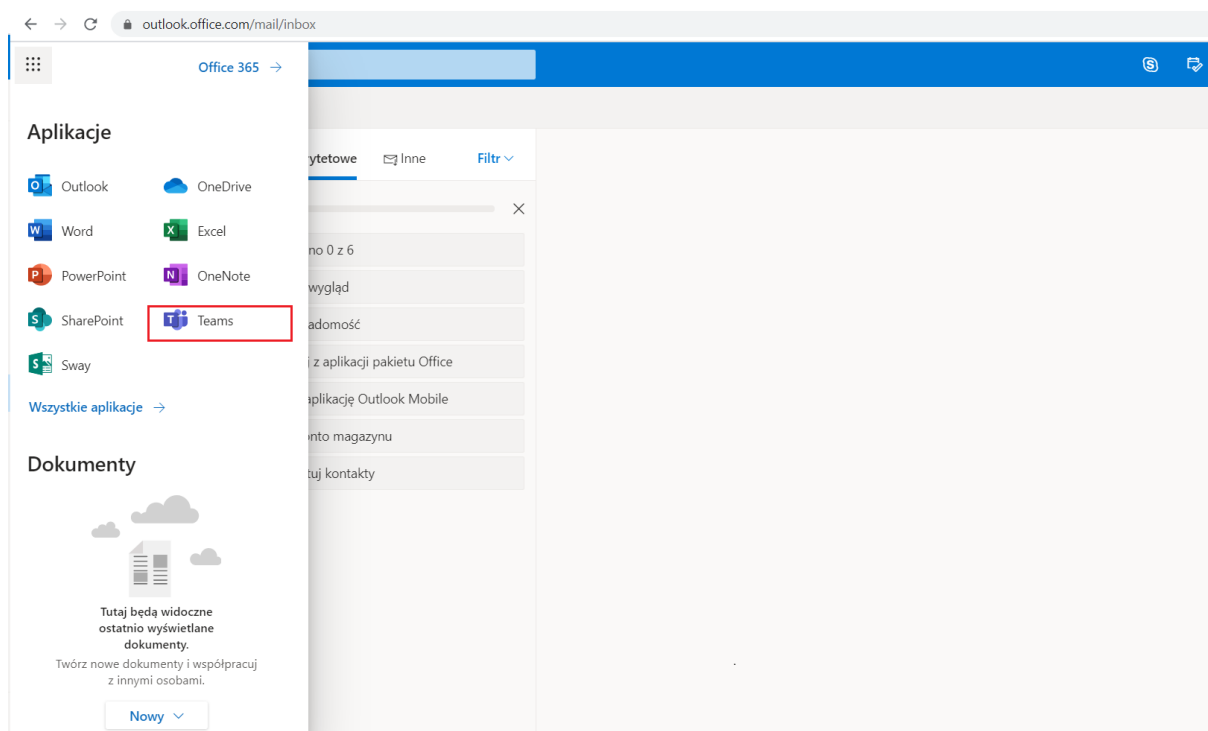 outlook.office.com/mail/inbox
Office 365 →
Aplikacje
Outlook
OneDrive
Word
Excel
PowerPoint
OneNote
SharePoint
Teams
Sway
Wszystkie aplikacje →
Dokumenty
Tutaj będą widoczne
ostatnio wyświetlane
dokumenty.
Twórz nowe dokumenty i współpracuj
z innymi osobami.
Nowy
ytetowe
Inne
Filtr
no 0 z 6
wygląd
adomość
j z aplikacji pakietu Office
aplikację Outlook Mobile
onto magazynu
tuj kontakty